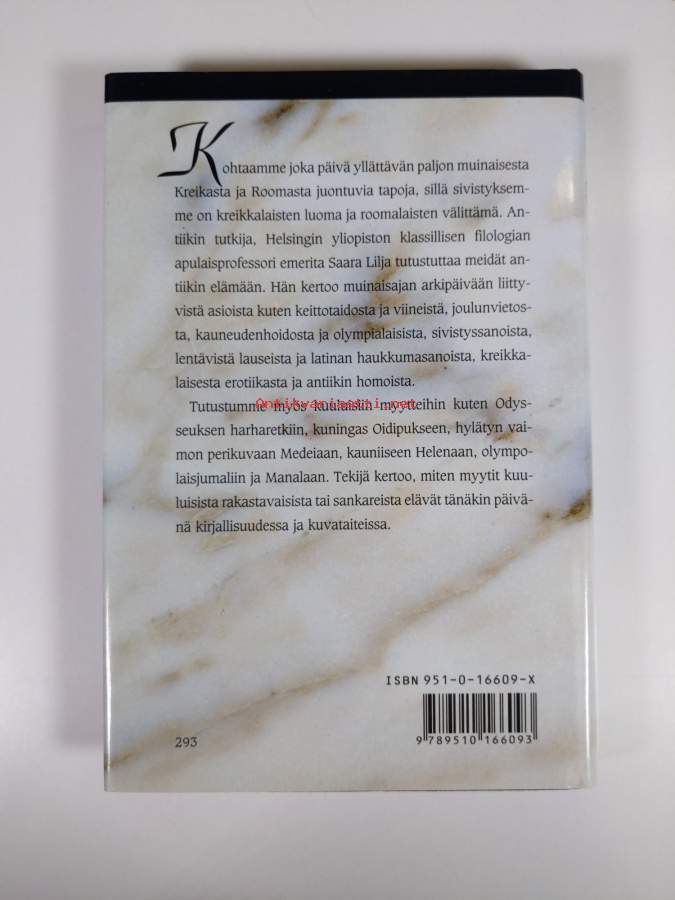 Kohtaamme joka päivä yllättävän paljon muinaisesta
Kreikasta ja Roomasta juontuvia tapoja, sillä sivistyksem-
me on kreikkalaisten luoma ja roomalaisten välittämä. An-
tiikin tutkija, Helsingin yliopiston klassillisen filologian
apulaisprofessori emerita Saara Lilja tutustuttaa meidät an-
tiikin elämään. Hän kertoo muinaisajan arkipäivään liitty-
vistä asioista kuten keittotaidosta ja viineistä, joulunvietos-
ta, kauneudenhoidosta ja olympialaisista, sivistyssanoista,
lentävistä lauseista ja latinan haukkumasanoista, kreikka-
laisesta erotiikasta ja antiikin homoista.
Antikvariaatti.net
Tutustumme myös kuuluisiin myytteihin kuten Odys-
seuksen harharetkiin, kuningas Oidipukseen, hylätyn vai-
mon perikuvaan Medeiaan, kauniiseen Helenaan, olympo-
laisjumaliin ja Manalaan. Tekijä kertoo, miten myytit kuu-
luisista rakastavaisista tai sankareista elävät tänäkin päivä-
nä kirjallisuudessa ja kuvataiteissa.
ISBN 951-0-16609-X
9 789510 166093
293